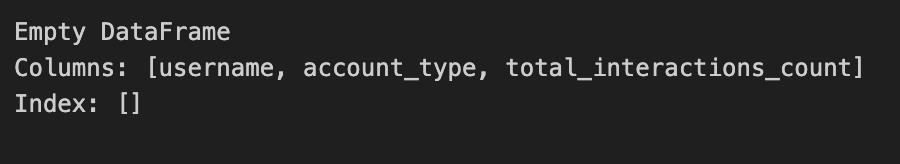 Empty DataFrame
Columns: [username, account_type, total_interactions_count]
Index: []